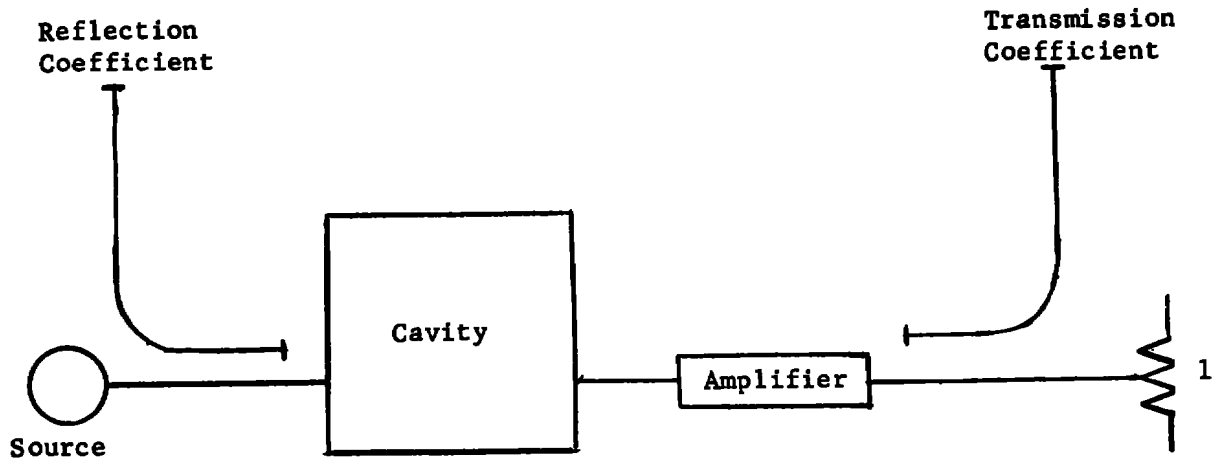 Reflection
Coefficient
Transmission
Coefficient
Cavity
Amplifier
1
Source